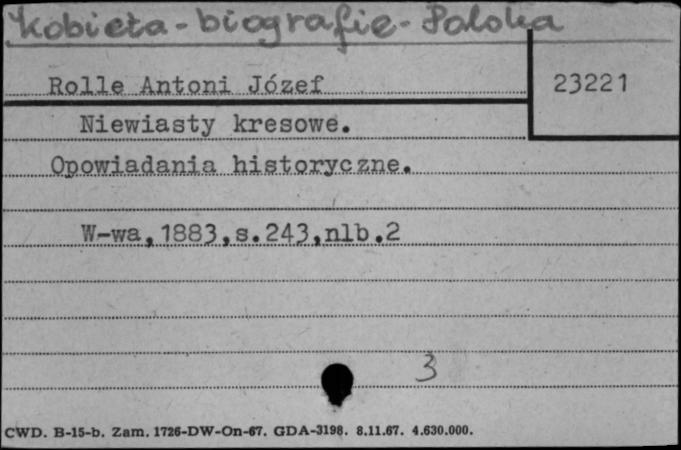 Kobieta - biografie - Polska
Rolle Antoni Józef
23221
Niewiasty kresowe.
Opowiadania historyczne.
W-wa,1883,s.243,nlb.2
3
CWD. B-15-b. Zam. 1726-DW-On-67. GDA-3198. 8.11.67. 4.630.000.